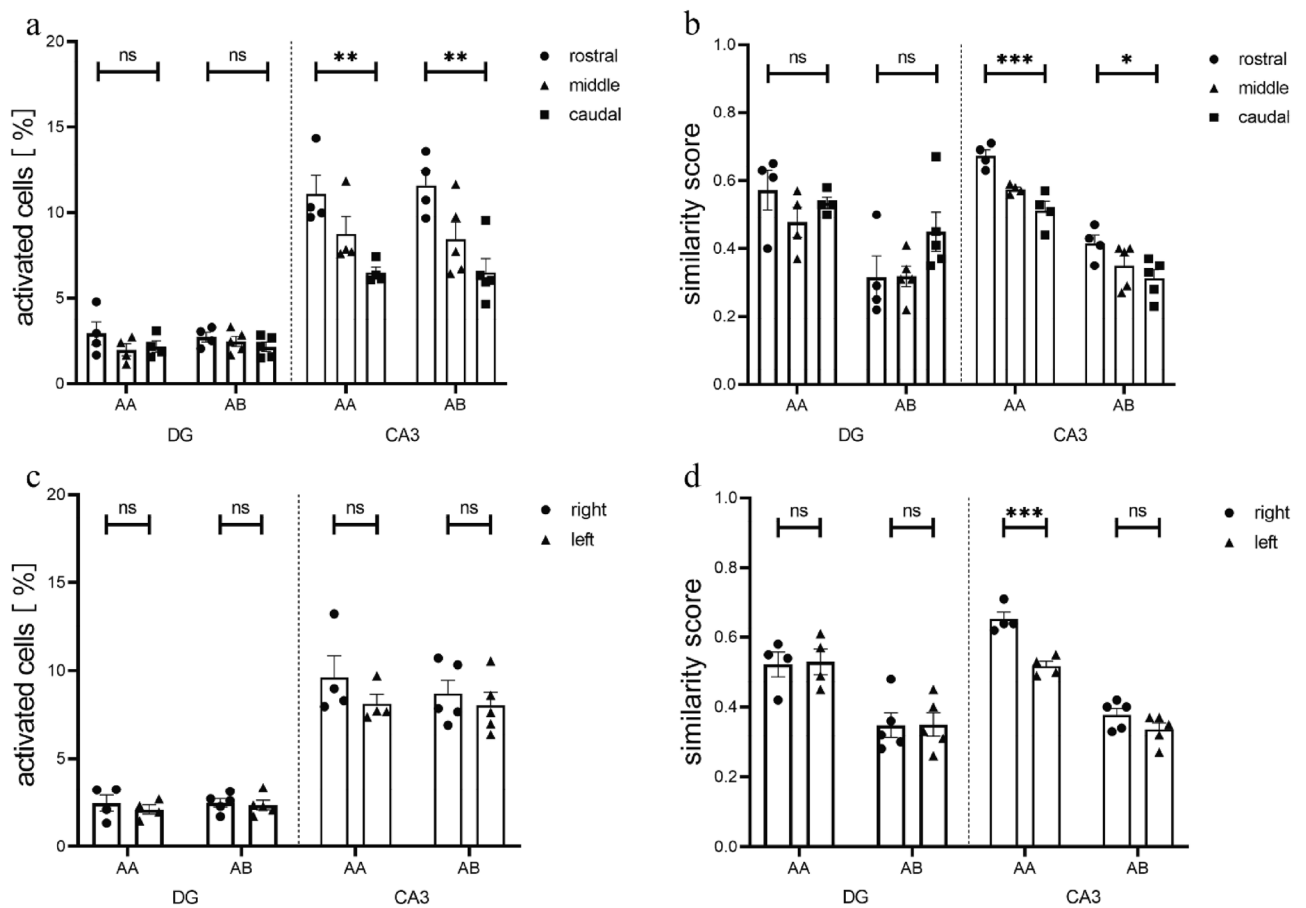 a
activated cells [ %]
20
15
10
5
0
ns
ns
**
**
rostral
middle
caudal
AA
AB
AA
AB
DG
CA3
b
similarity score
1.0
0.8
0.6
0.4
0.2
0.0
ns
ns
***
*
rostral
middle
caudal
AA
AB
AA
AB
DG
CA3
c
activated cells [ %]
20
15
10
5
0
ns
ns
ns
ns
right
left
AA
AB
AA
AB
DG
CA3
d
similarity score
1.0
0.8
0.6
0.4
0.2
0.0
ns
ns
***
ns
right
left
AA
AB
AA
AB
DG
CA3